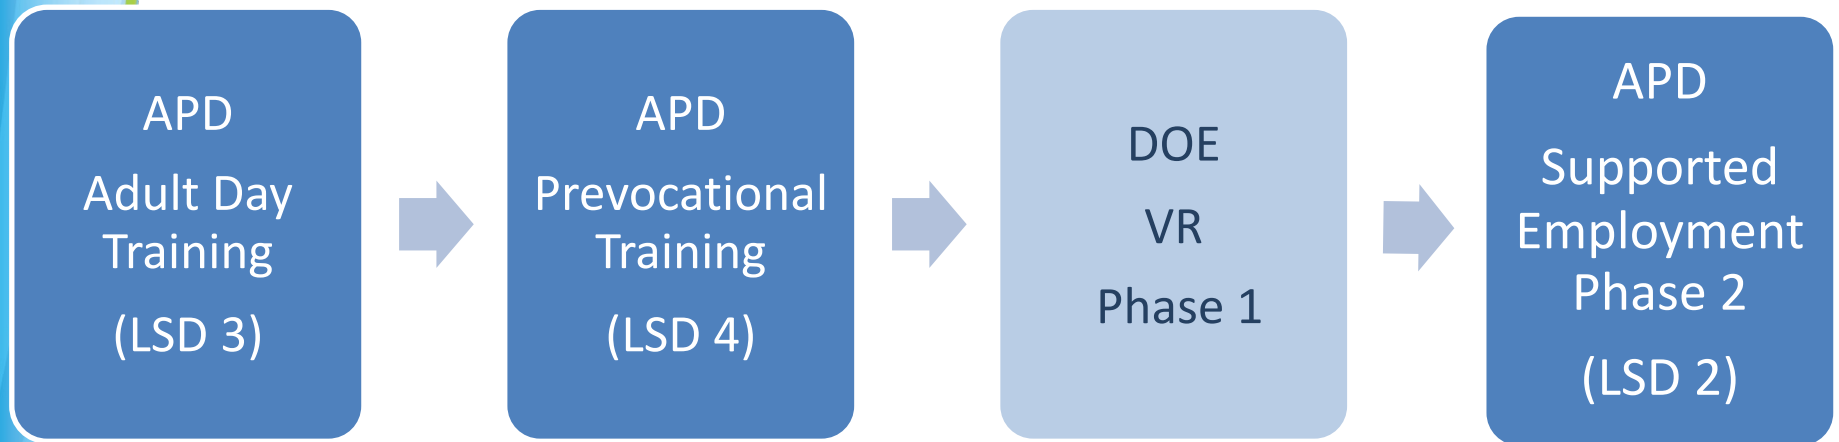 APD
Adult Day
Training
(LSD 3)
APD
Prevocational
Training
(LSD 4)
DOE
VR
Phase 1
APD
Supported
Employment
Phase 2
(LSD 2)